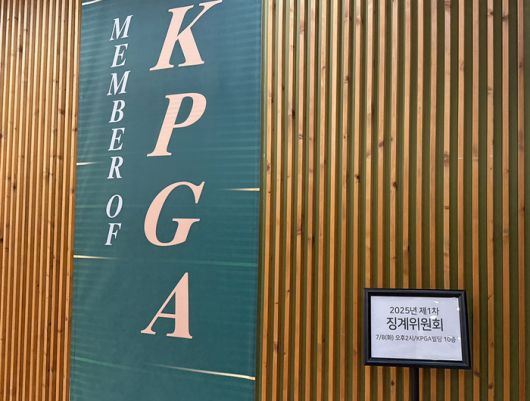 MEMBER OF
KPGA
2025년 제1차
징계위원회
7/8(화) 오후2시/KPGA빌딩 10층